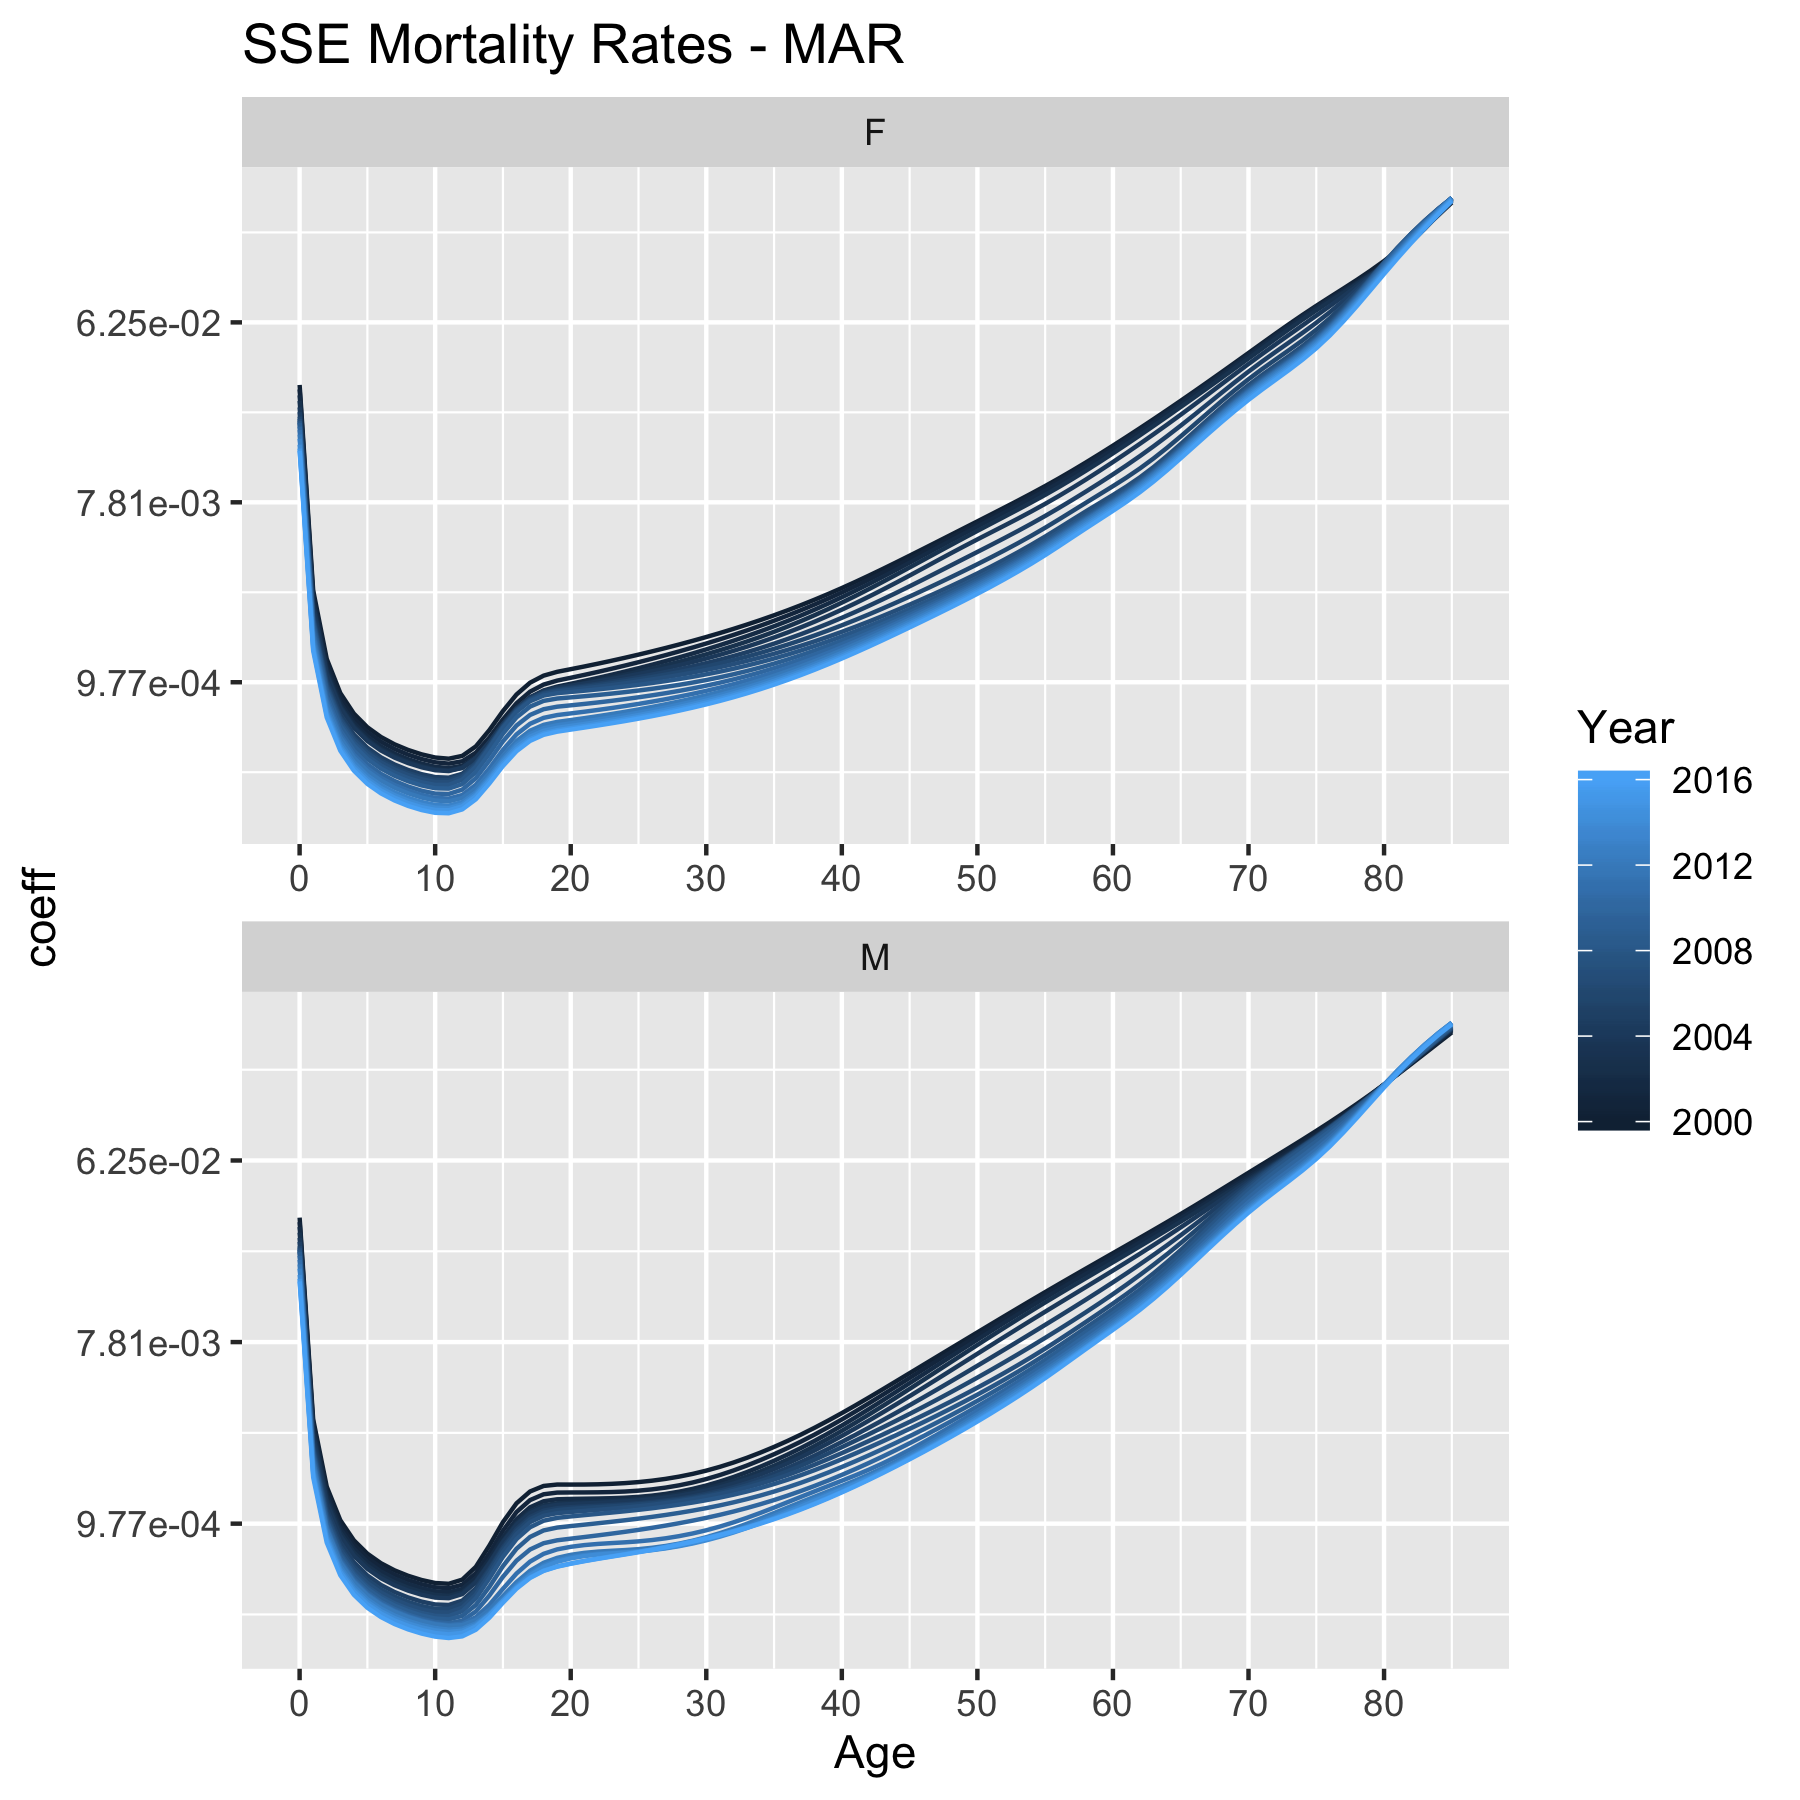 SSE Mortality Rates - MAR
F
6.25e-02
7.81e-03
9.77e-04
0 10 20 30 40 50 60 70 80
coeff
M
6.25e-02
7.81e-03
9.77e-04
0 10 20 30 40 50 60 70 80
Age
Year
2016
2012
2008
2004
2000